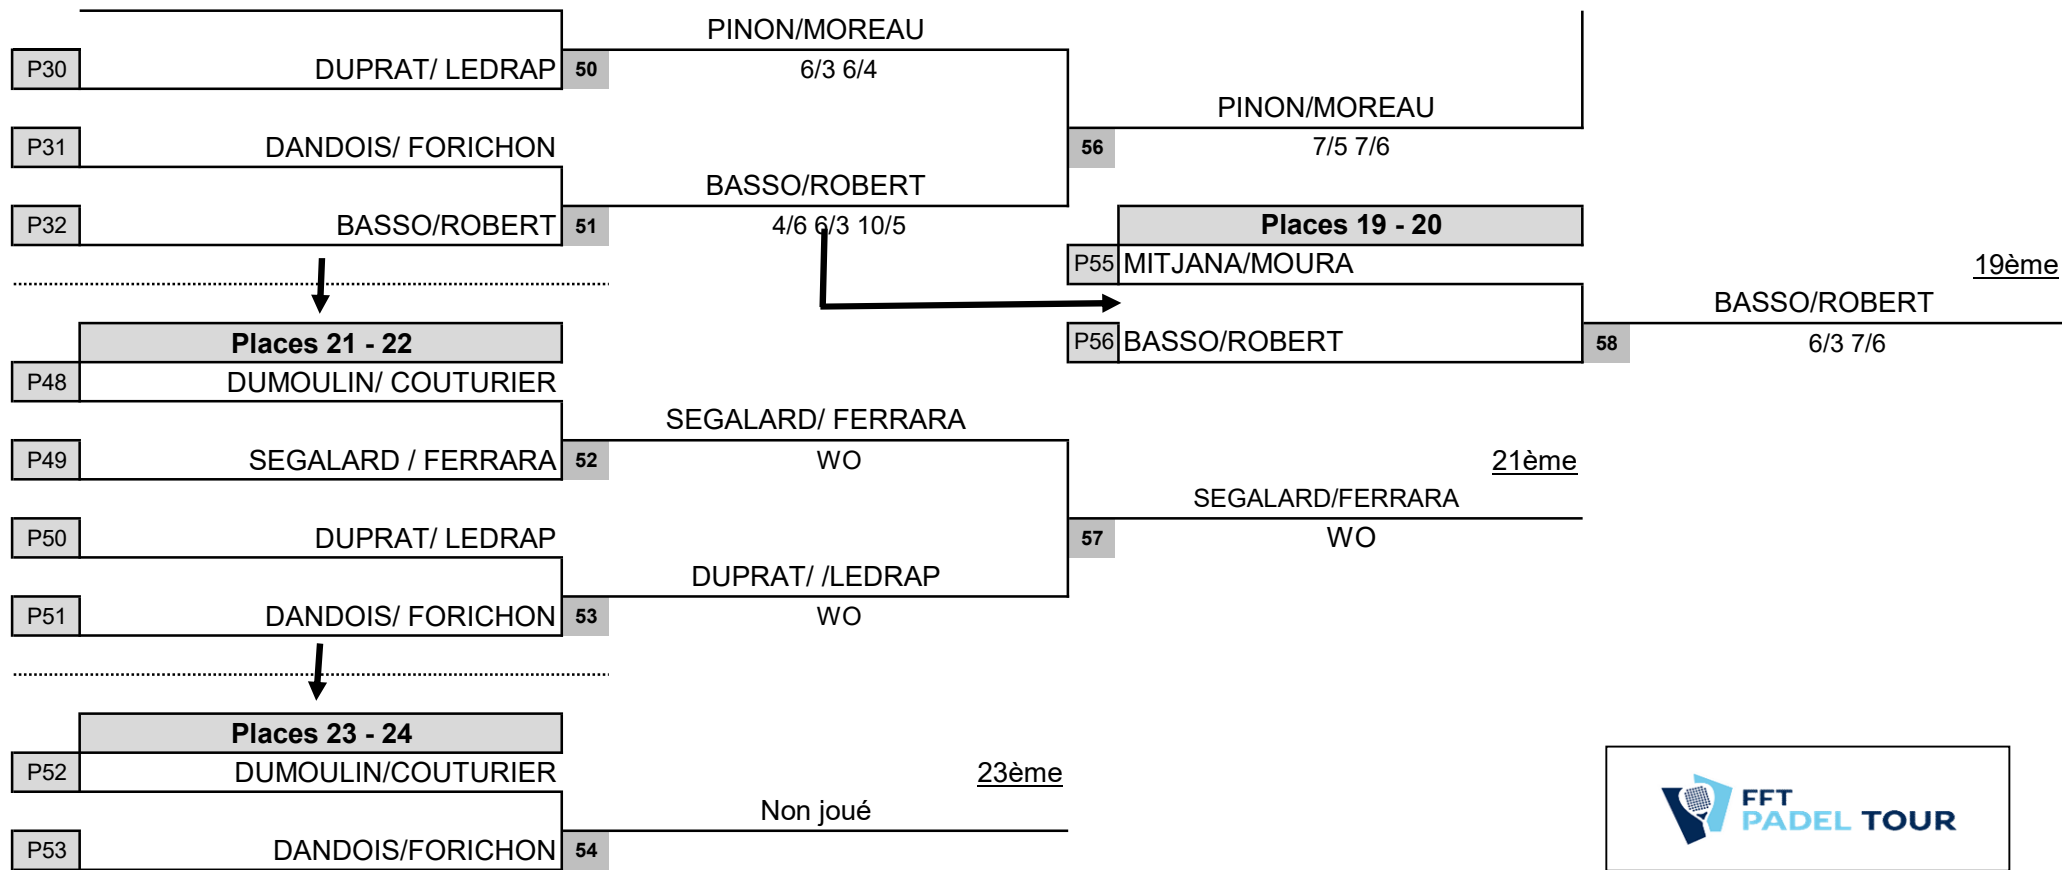 PINON/MOREAU
P30 DUPRAT/ LEDRAP 50 6/3 6/4
PINON/MOREAU
P31 DANDOIS/ FORICHON 56 7/5 7/6
BASSO/ROBERT
P32 BASSO/ROBERT 51 4/6 6/3 10/5 Places 19 - 20
P55 MITJANA/MOURA 19ème
BASSO/ROBERT
Places 21 - 22 P56 BASSO/ROBERT 58 6/3 7/6
P48 DUMOULIN/ COUTURIER
SEGALARD/ FERRARA
P49 SEGALARD / FERRARA 52 WO 21ème
SEGALARD/FERRARA
P50 DUPRAT/ LEDRAP 57 WO
DUPRAT/ /LEDRAP
P51 DANDOIS/ FORICHON 53 WO
Places 23 - 24
P52 DUMOULIN/COUTURIER 23ème
Non joué
P53 DANDOIS/FORICHON 54
FFT
PADEL TOUR